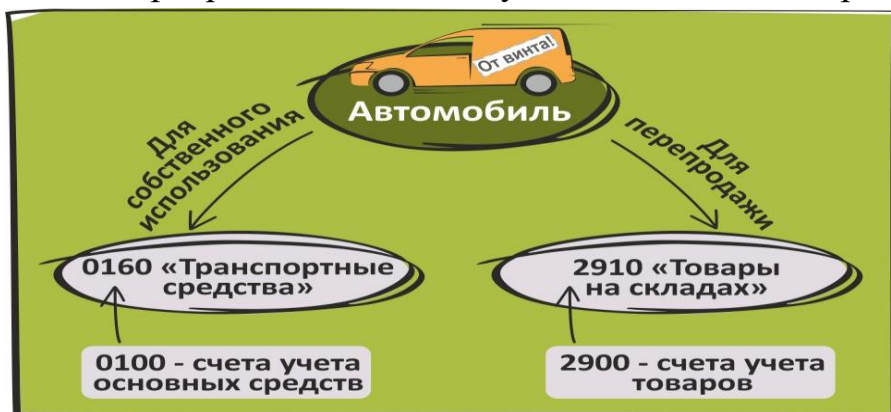 От винта!
Автомобиль
Для
собственного
использования
Для
перепродажи
0160 «Транспортные
средства»
2910 «Товары
на складах»
0100 - счета учета
основных средств
2900 - счета учета
товаров